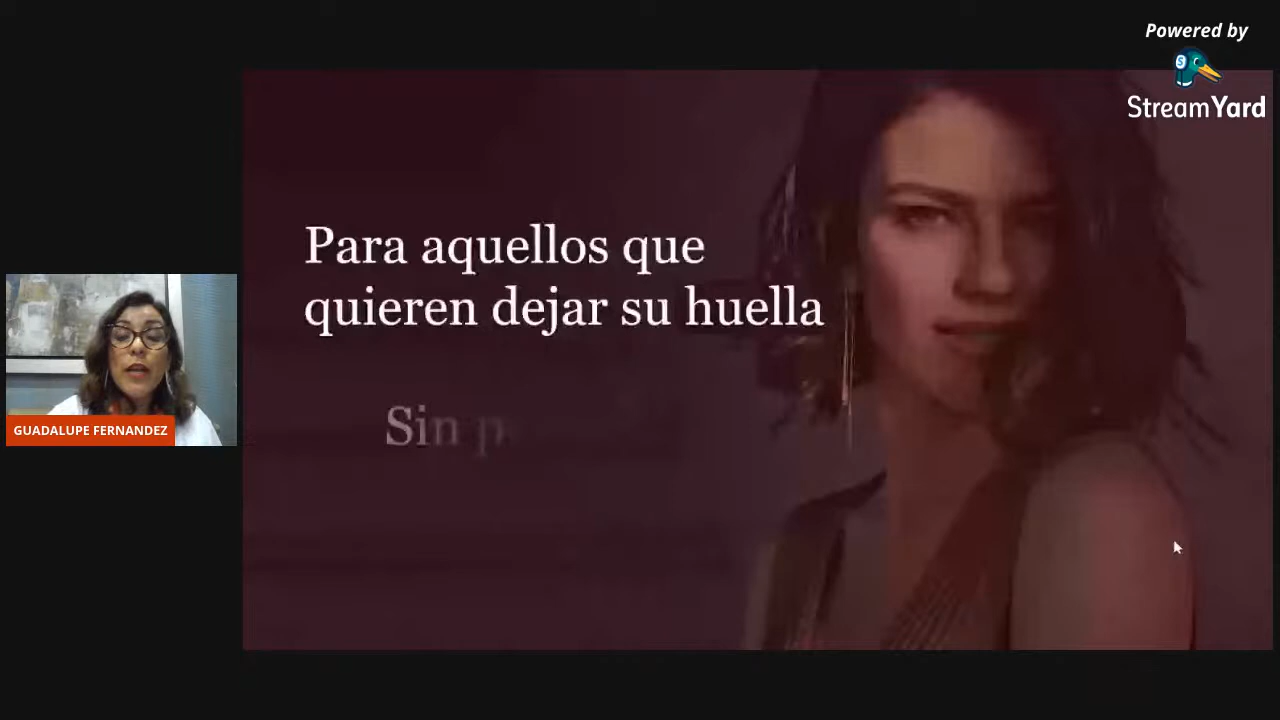 Powered by
StreamYard
Para aquellos que
quieren dejar su huella
Sin
GUADALUPE FERNANDEZ